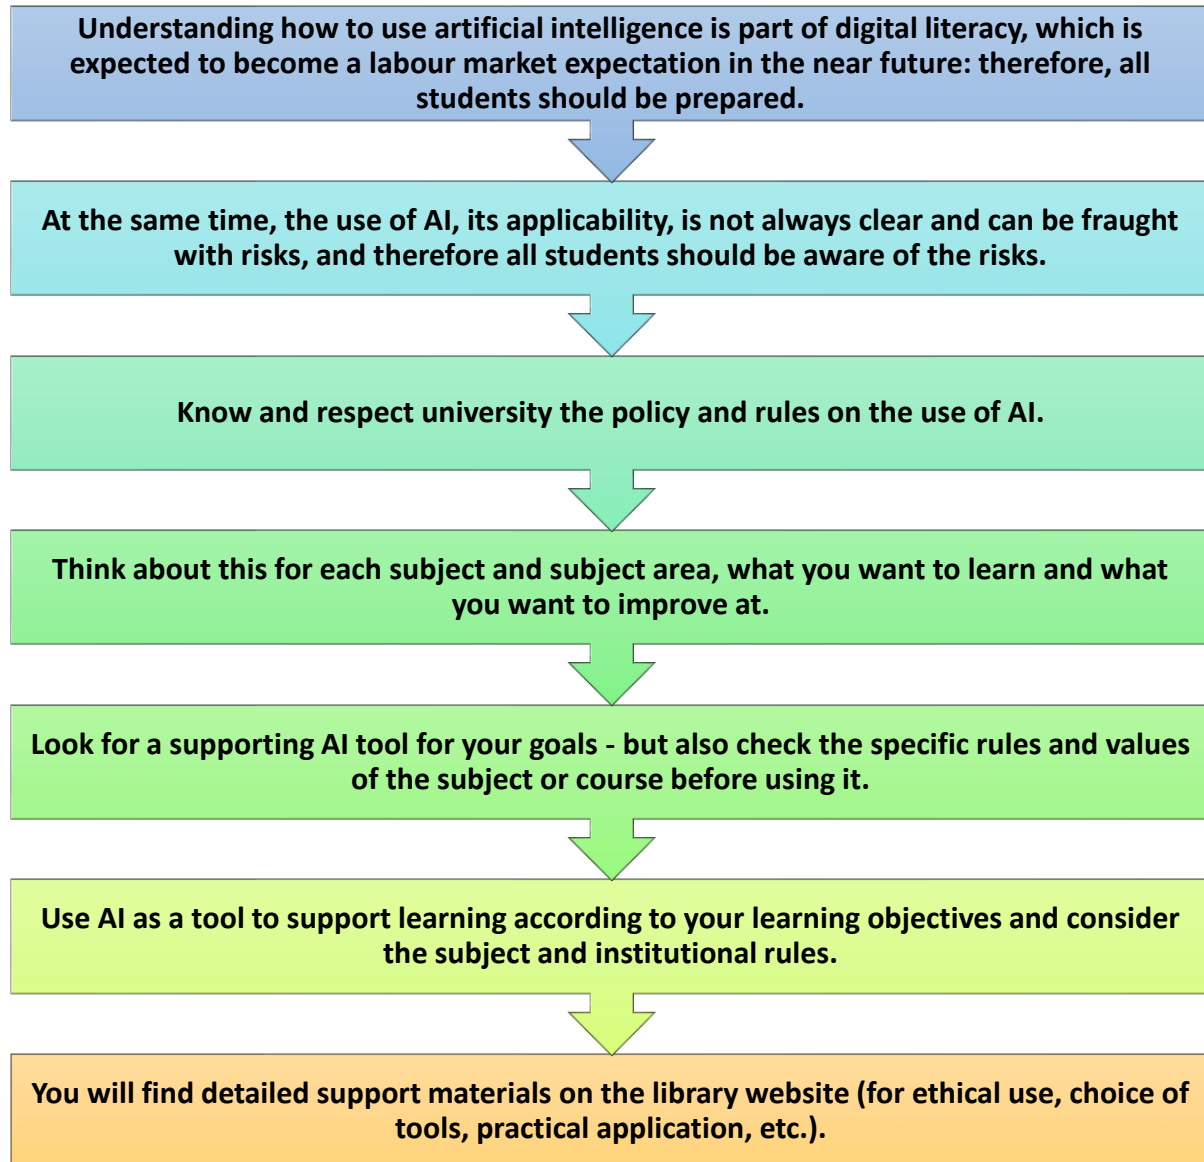 Understanding how to use artificial intelligence is part of digital literacy, which is
expected to become a labour market expectation in the near future: therefore, all
students should be prepared.
At the same time, the use of AI, its applicability, is not always clear and can be fraught
with risks, and therefore all students should be aware of the risks.
Know and respect university the policy and rules on the use of AI.
Think about this for each subject and subject area, what you want to learn and what
you want to improve at.
Look for a supporting AI tool for your goals - but also check the specific rules and values
of the subject or course before using it.
Use AI as a tool to support learning according to your learning objectives and consider
the subject and institutional rules.
You will find detailed support materials on the library website (for ethical use, choice of
tools, practical application, etc.).